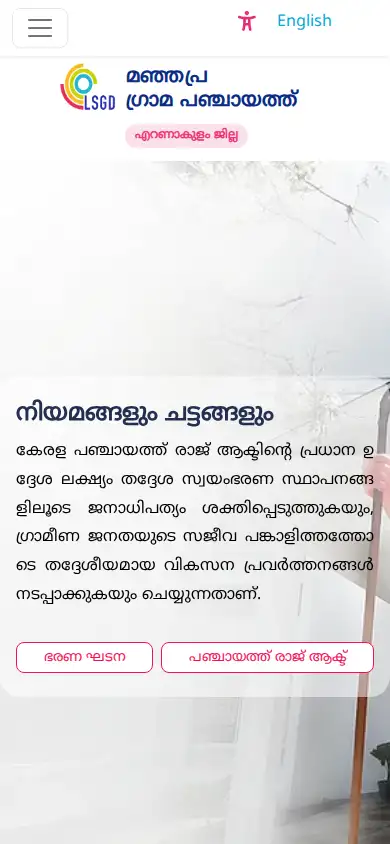 English
LSGD
മഞ്ഞപ്ര
ഗ്രാമ പഞ്ചായത്ത്
എറണാകുളം ജില്ല
നിയമങ്ങളും ചട്ടങ്ങളും
കേരള പഞ്ചായത്ത് രാജ് ആക്ടിന്റെ പ്രധാന ഉ
ദ്ദേശ ലക്ഷ്യം തദ്ദേശ സ്വയംഭരണ സ്ഥാപനങ്ങ
ളിലൂടെ ജനാധിപത്യം ശക്തിപ്പെടുത്തുകയും,
ഗ്രാമീണ ജനതയുടെ സജീവ പങ്കാളിത്തത്തോ
ടെ തദ്ദേശീയമായ വികസന പ്രവർത്തനങ്ങൾ
നടപ്പാക്കുകയും ചെയ്യുന്നതാണ്.
ഭരണ ഘടന
പഞ്ചായത്ത് രാജ് ആക്ട്